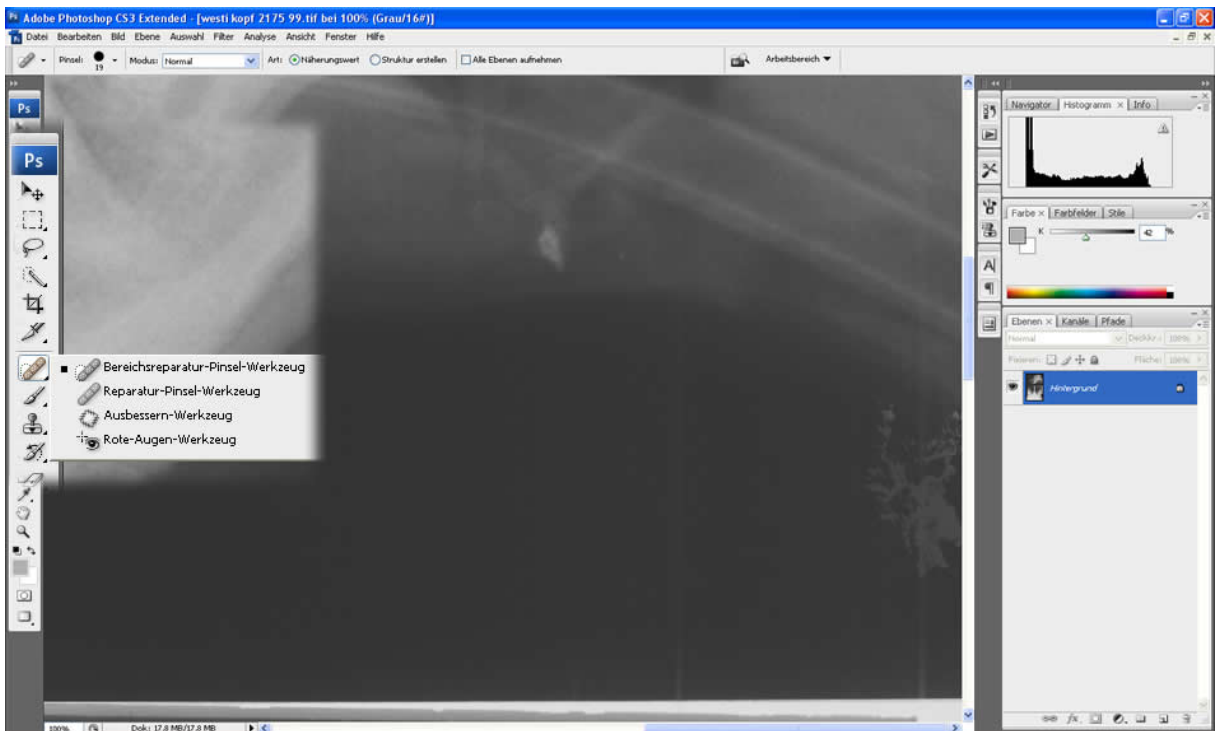 Adobe Photoshop CS3 Extended - [westi kopf 2175 99.tif bei 100% (Grau/16#)]
Datei Bearbeiten Bild Ebene Auswahl Filter Analyse Ansicht Fenster Hilfe
Pinsel: 19 Modus: Normal Art: Näherungswert Struktur erstellen Alle Ebenen aufnehmen Arbeitsbereich
Ps
Ps
Navigator Histogramm × Info
Farbe × Farbfelder Stile
K 42 %
A
Ebenen × Kanäle Pfade
Normal Deckkr.: 100%
Fixieren: Fläche: 100%
Hintergrund
Bereichsreparatur-Pinsel-Werkzeug
Reparatur-Pinsel-Werkzeug
Ausbessern-Werkzeug
Rote-Augen-Werkzeug
100% Dok: 17,8 MB/17,8 MB
fx